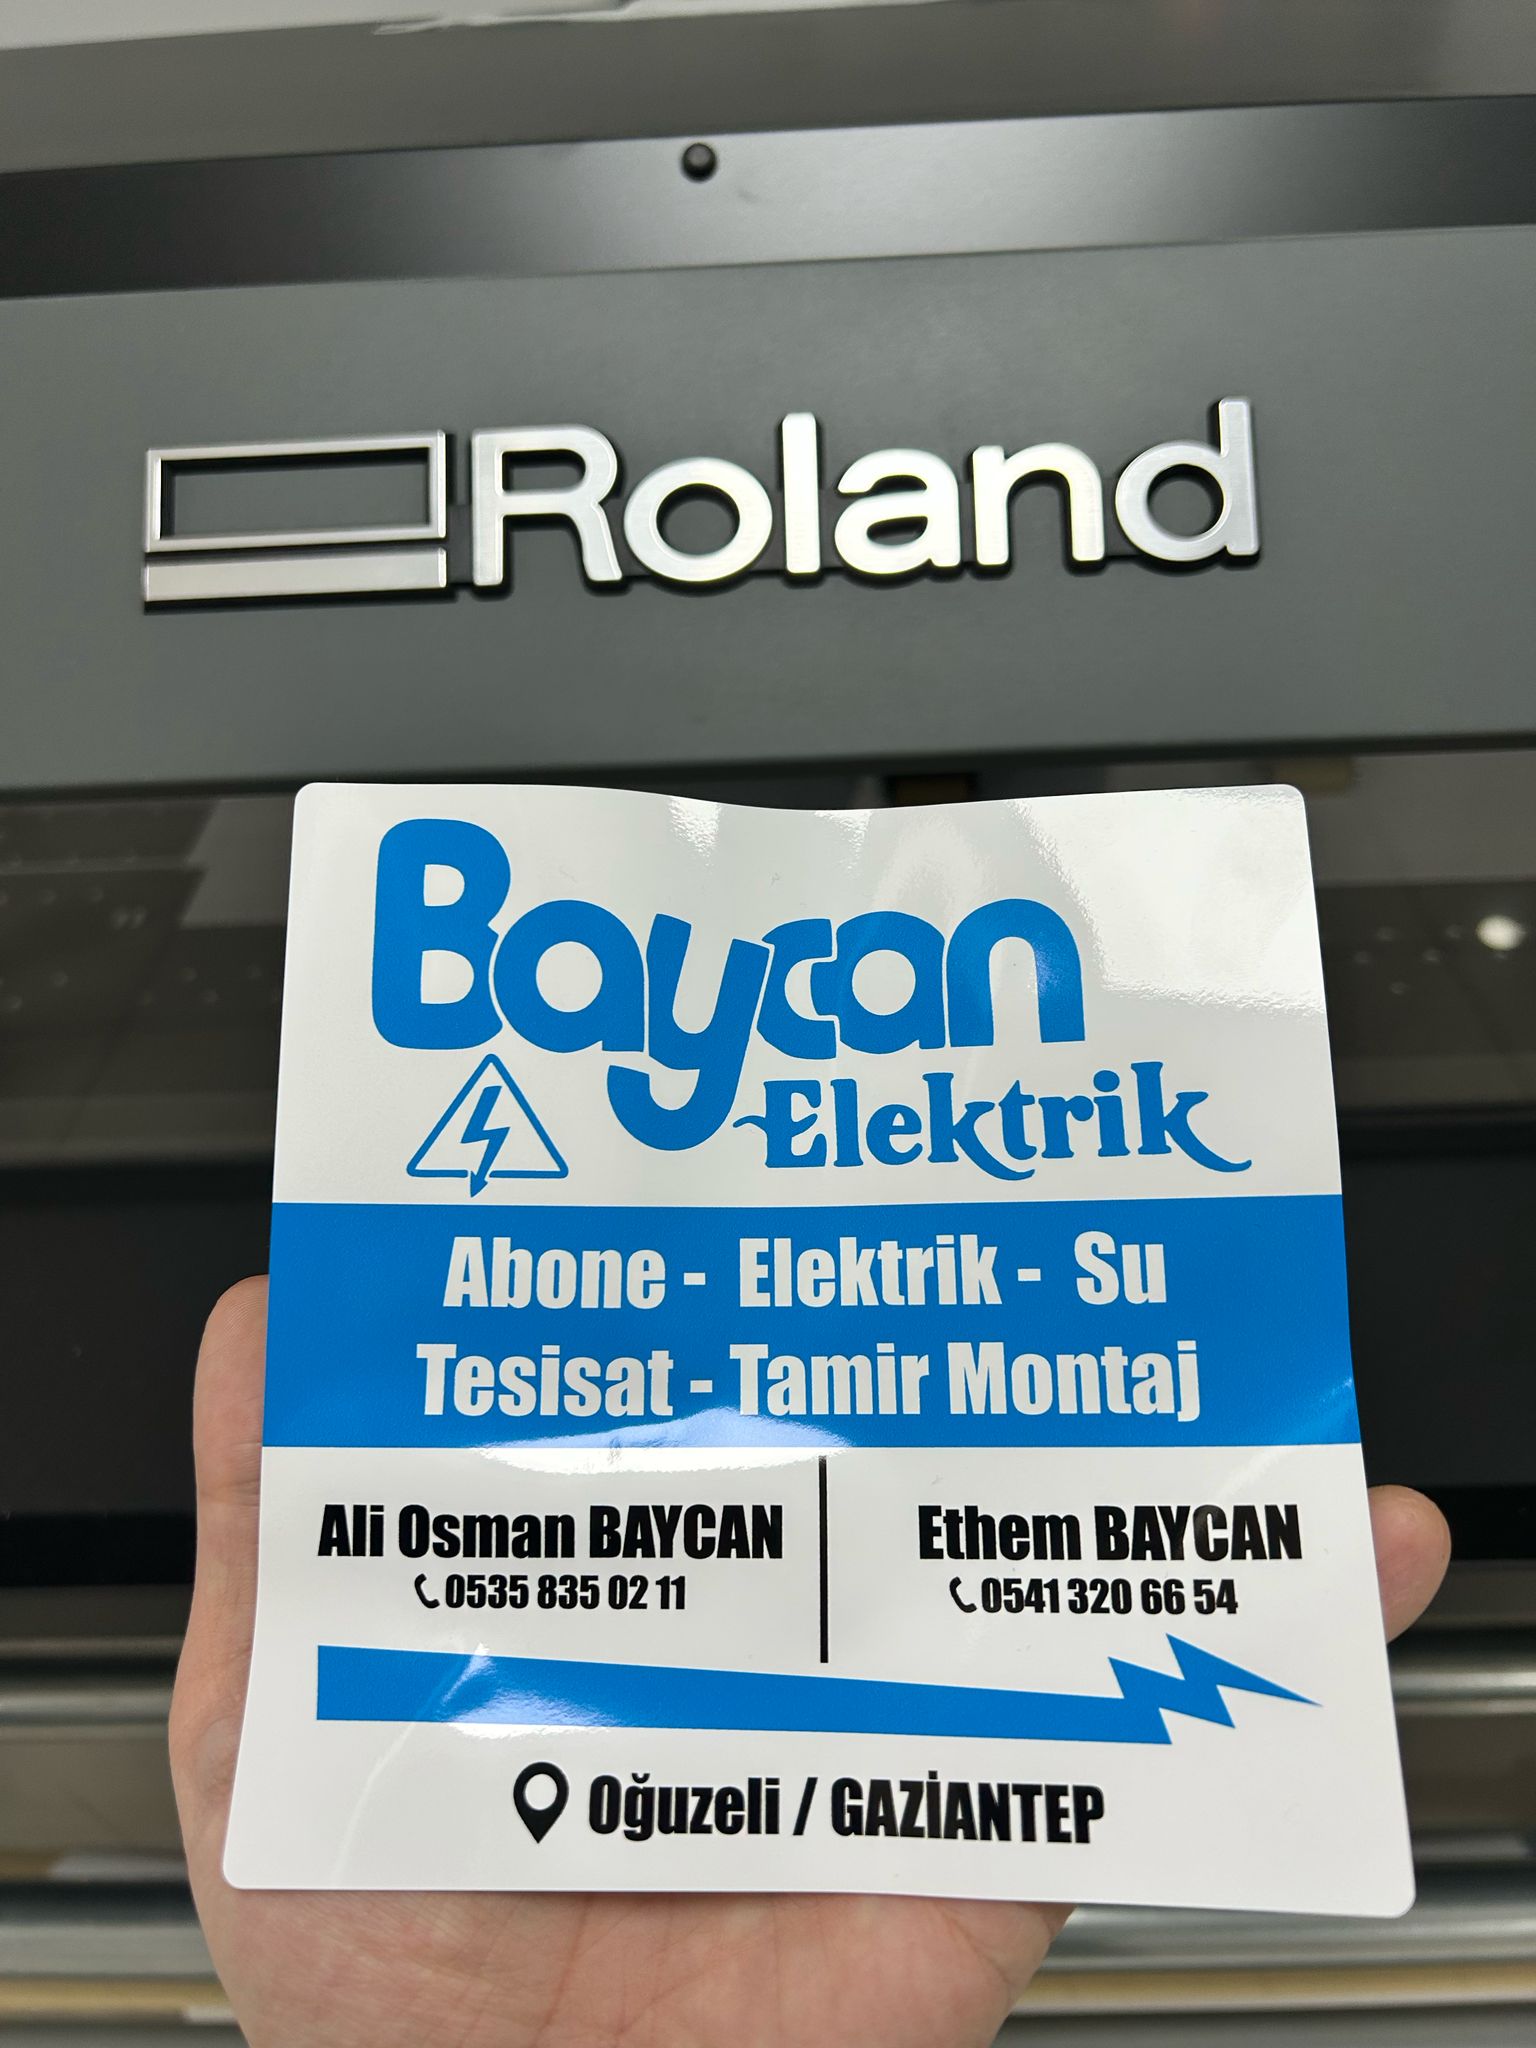 Roland
Baycan
Elektrik
Abone - Elektrik - Su
Tesisat - Tamir Montaj
Ali Osman BAYCAN
0535 835 02 11
Ethem BAYCAN
0541 320 66 54
Oğuzeli / GAZİANTEP